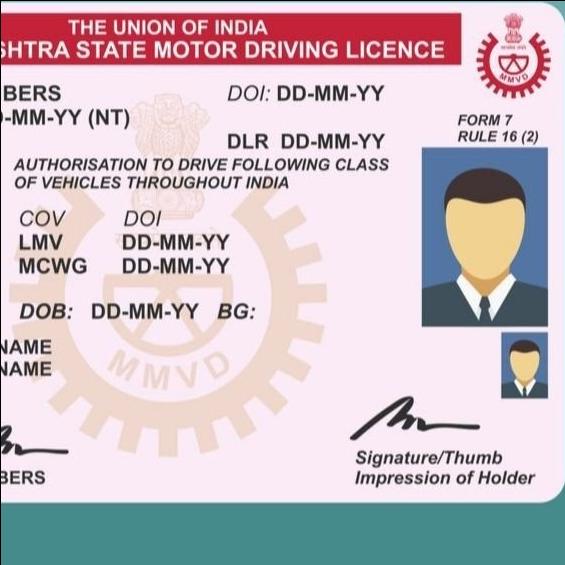 THE UNION OF INDIA
SHTRA STATE MOTOR DRIVING LICENCE
BERS DOI: DD-MM-YY
-MM-YY (NT)
DLR DD-MM-YY
FORM 7
RULE 16 (2)
AUTHORISATION TO DRIVE FOLLOWING CLASS
OF VEHICLES THROUGHOUT INDIA
COV DOI
LMV DD-MM-YY
MCWG DD-MM-YY
DOB: DD-MM-YY BG:
NAME
NAME
MMVD
MMVD
BERS
Signature/Thumb
Impression of Holder